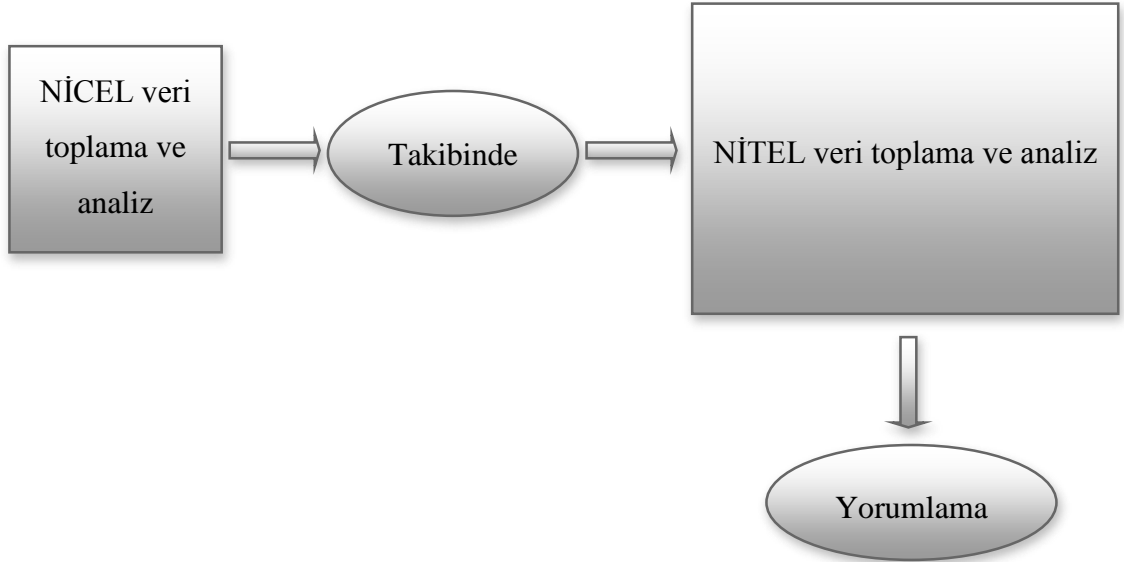 NİCEL veri
toplama ve
analiz
Takibinde
NİTEL veri toplama ve analiz
Yorumlama